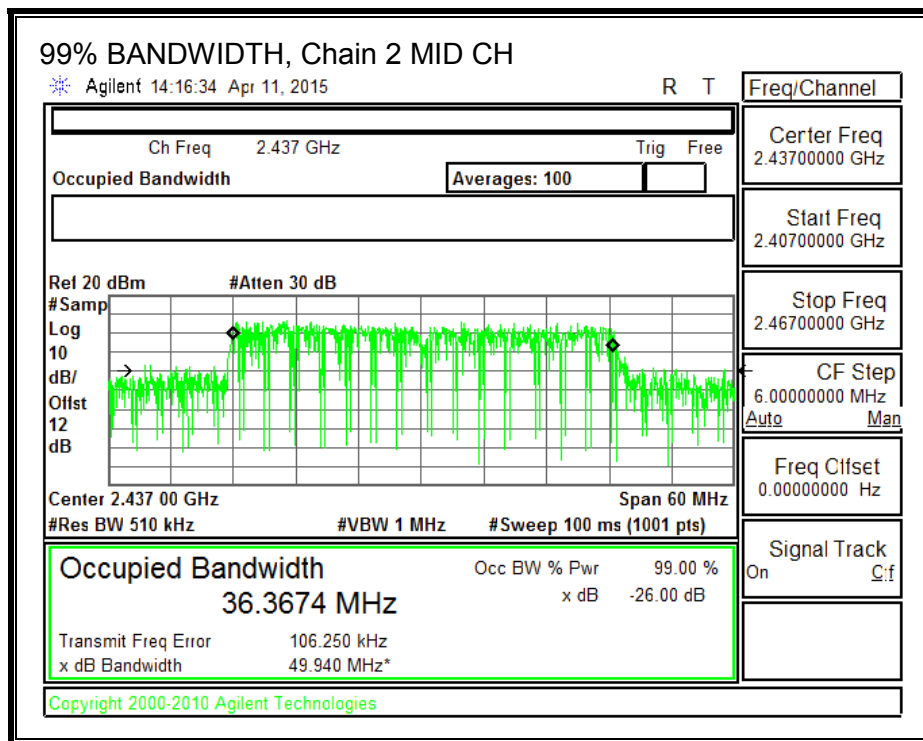 99% BANDWIDTH, Chain 2 MID CH
Agilent 14:16:34 Apr 11, 2015 R T
Freq/Channel
Ch Freq 2.437 GHz Trig Free
Occupied Bandwidth Averages: 100
Center Freq
2.43700000 GHz
Start Freq
2.40700000 GHz
Stop Freq
2.46700000 GHz
CF Step
6.00000000 MHz
Auto Man
Freq Offset
0.00000000 Hz
Signal Track
On Off
Ref 20 dBm #Atten 30 dB
#Samp
Log
10
dB/
Offst
12
dB
Center 2.437 00 GHz Span 60 MHz
#Res BW 510 kHz #VBW 1 MHz #Sweep 100 ms (1001 pts)
Occupied Bandwidth Occ BW % Pwr 99.00 %
36.3674 MHz x dB -26.00 dB
Transmit Freq Error 106.250 kHz
x dB Bandwidth 49.940 MHz*
Copyright 2000-2010 Agilent Technologies